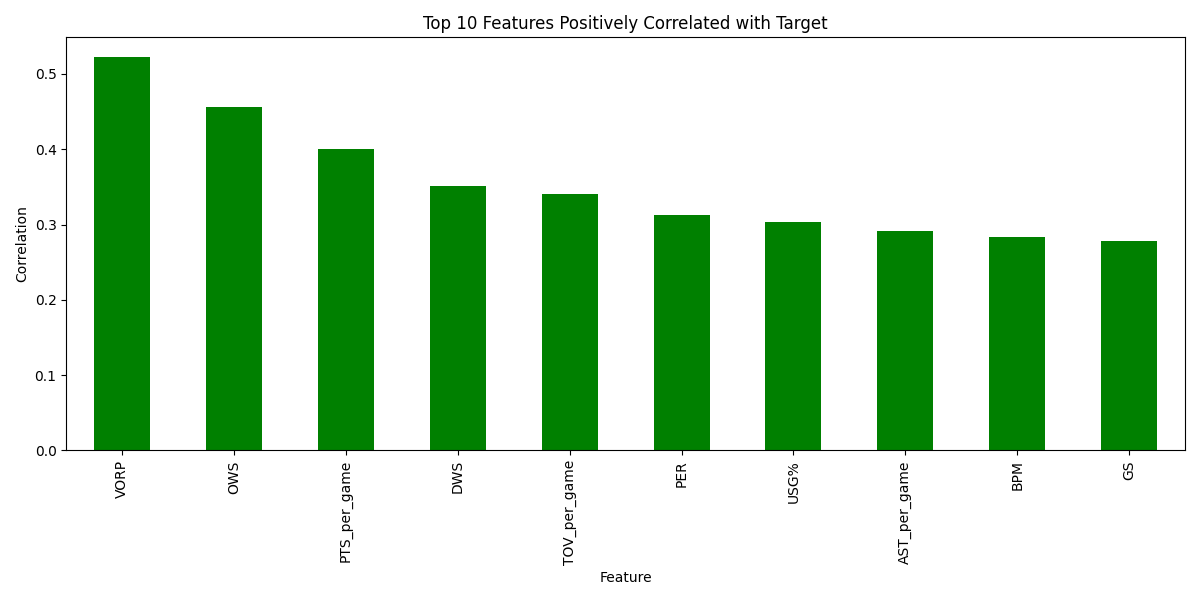 Top 10 Features Positively Correlated with Target
Correlation
0.5
0.4
0.3
0.2
0.1
0.0
VORP
OWS
PTS_per_game
DWS
TOV_per_game
PER
USG%
AST_per_game
BPM
GS
Feature